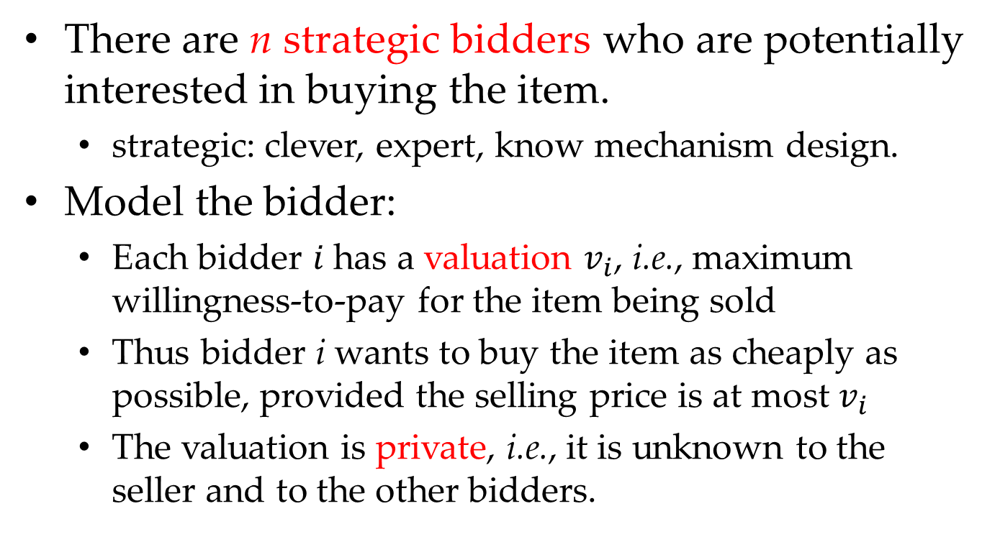 • There are n strategic bidders who are potentially
interested in buying the item.
• strategic: clever, expert, know mechanism design.
• Model the bidder:
• Each bidder i has a valuation vᵢ, i.e., maximum
willingness-to-pay for the item being sold
• Thus bidder i wants to buy the item as cheaply as
possible, provided the selling price is at most vᵢ
• The valuation is private, i.e., it is unknown to the
seller and to the other bidders.